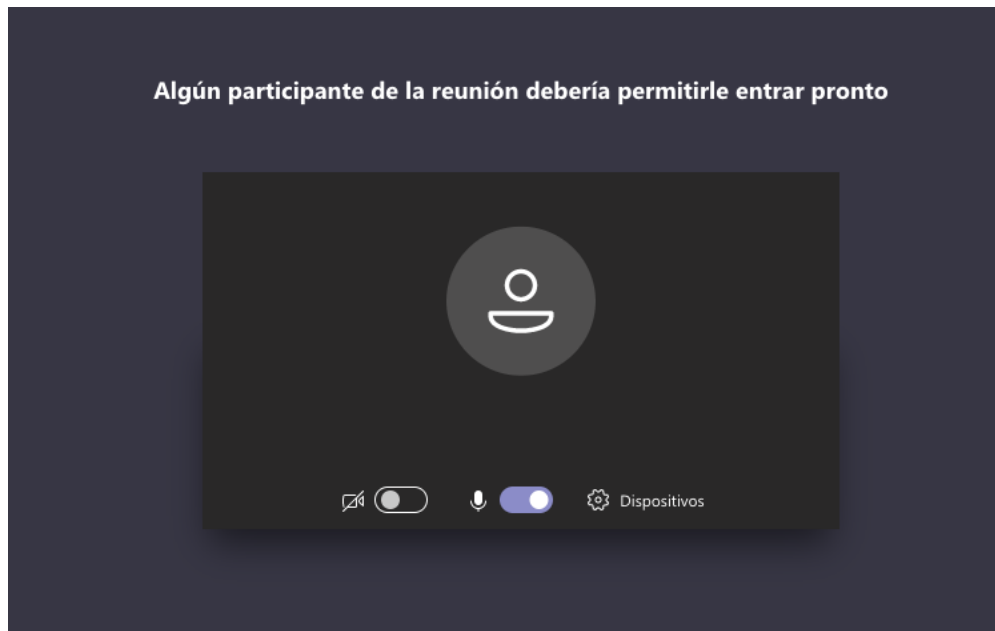 Algún participante de la reunión debería permitirle entrar pronto
Dispositivos